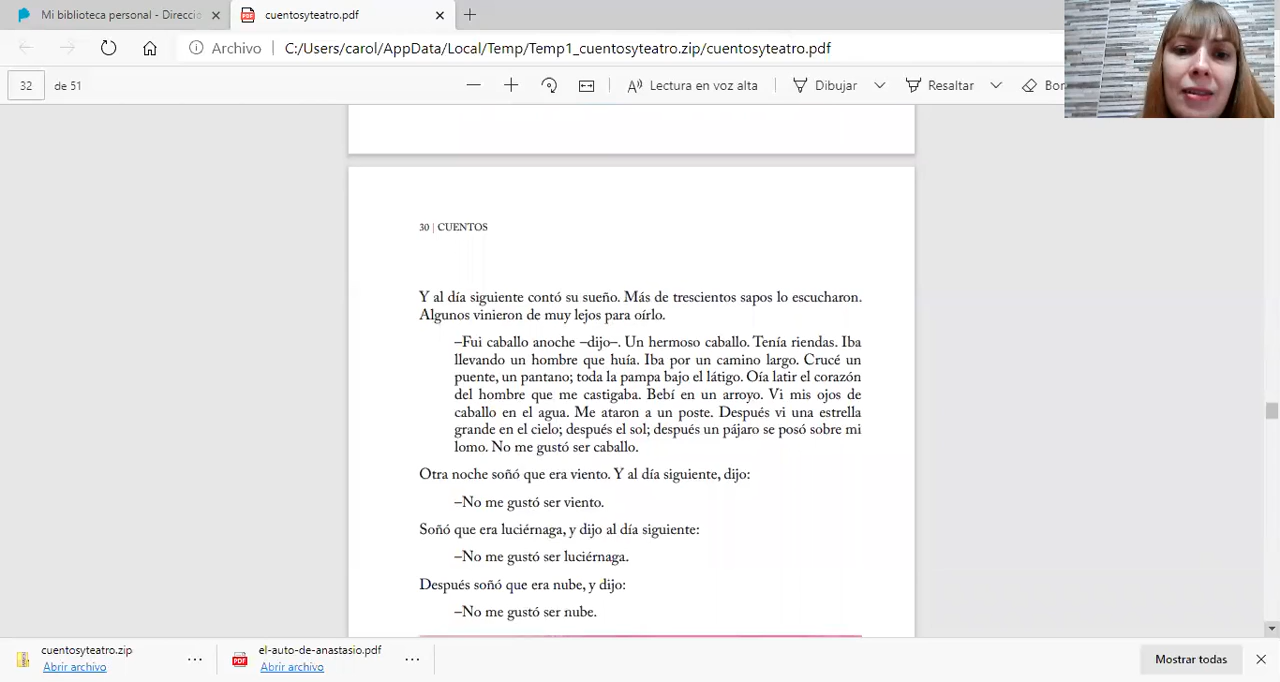 Mi biblioteca personal - Direccio
cuentosyteatro.pdf
Archivo
C:/Users/carol/AppData/Local/Temp/Temp1_cuentosyteatro.zip/cuentosyteatro.pdf
32 de 51
Lectura en voz alta
Dibujar
Resaltar
30 | CUENTOS
Y al día siguiente contó su sueño. Más de trescientos sapos lo escucharon.
Algunos vinieron de muy lejos para oírlo.
–Fui caballo anoche –dijo–. Un hermoso caballo. Tenía riendas. Iba
llevando un hombre que huía. Iba por un camino largo. Crucé un
puente, un pantano; toda la pampa bajo el látigo. Oía latir el corazón
del hombre que me castigaba. Bebí en un arroyo. Vi mis ojos de
caballo en el agua. Me ataron a un poste. Después vi una estrella
grande en el cielo; después el sol; después un pájaro se posó sobre mi
lomo. No me gustó ser caballo.
Otra noche soñó que era viento. Y al día siguiente, dijo:
–No me gustó ser viento.
Soñó que era luciérnaga, y dijo al día siguiente:
–No me gustó ser luciérnaga.
Después soñó que era nube, y dijo:
–No me gustó ser nube.
cuentosyteatro.zip
Abrir archivo
el-auto-de-anastasio.pdf
Abrir archivo
Mostrar todas